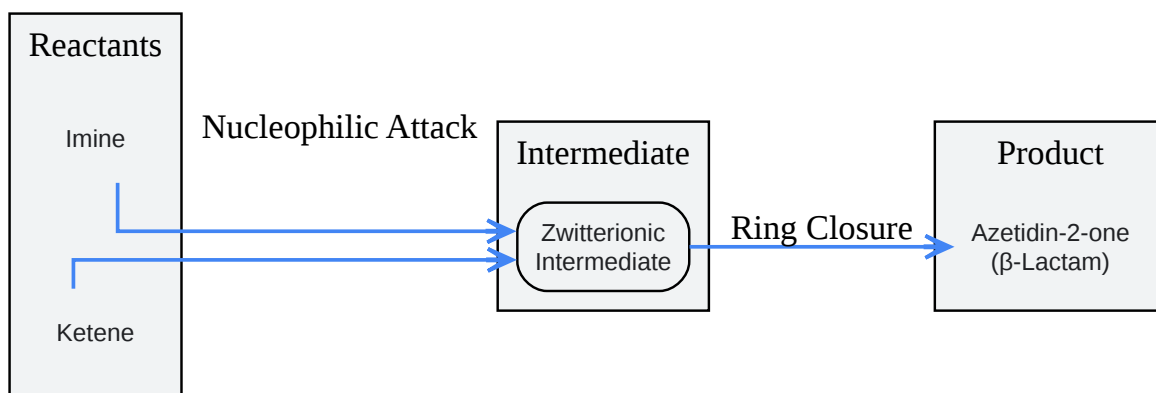 Reactants
Imine
Ketene
Nucleophilic Attack
Intermediate
Zwitterionic
Intermediate
Ring Closure
Product
Azetidin-2-one
(β-Lactam)